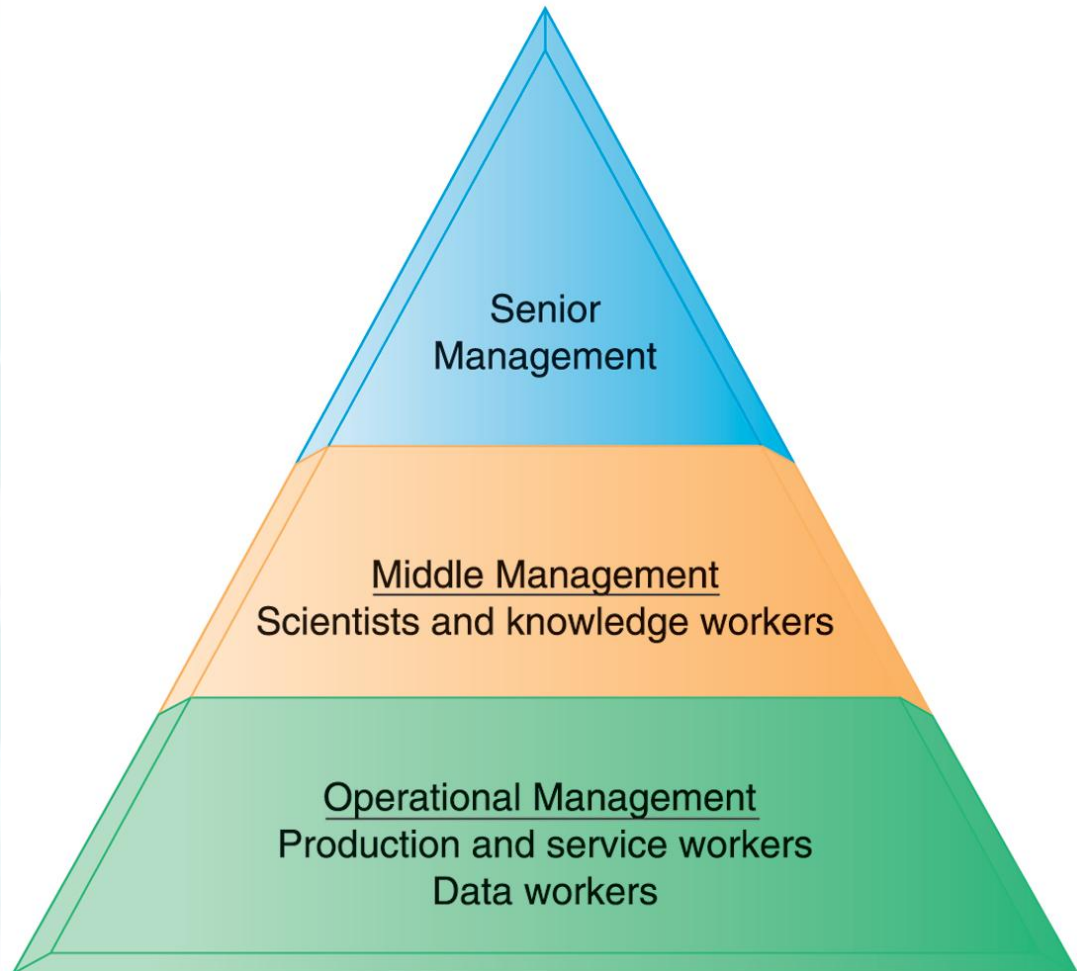 Senior
Management
Middle Management
Scientists and knowledge workers
Operational Management
Production and service workers
Data workers